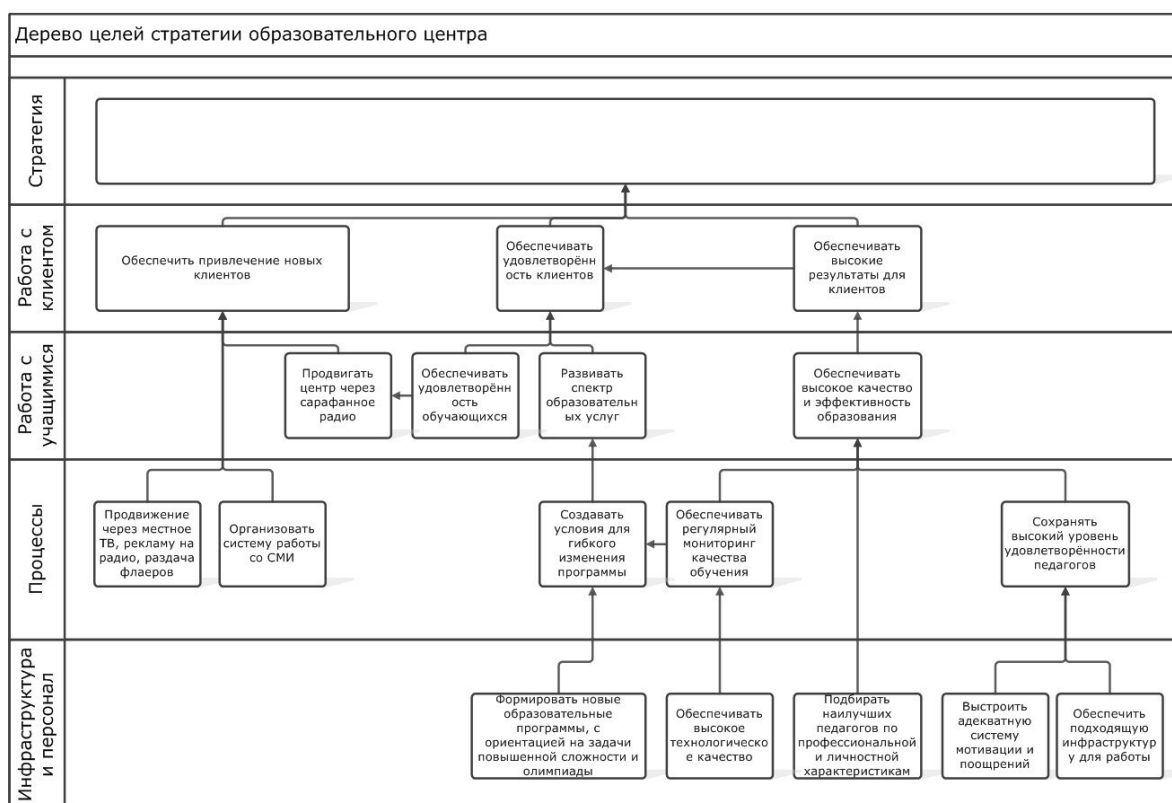 Дерево целей стратегии образовательного центра
Стратегия
Работа с
клиентом
Обеспечить привлечение новых
клиентов
Обеспечивать
удовлетворённ
ость клиентов
Обеспечивать
высокие
результаты для
клиентов
Работа с
учащимися
Продвигать
центр через
сарафанное
радио
Обеспечивать
удовлетворённ
ость
обучающихся
Развивать
спектр
образовательн
ых услуг
Обеспечивать
высокое качество
и эффективность
образования
Процессы
Продвижение
через местное
ТВ, рекламу на
радио, раздача
флаеров
Организовать
систему работы
со СМИ
Создавать
условия для
гибкого
изменения
программы
Обеспечивать
регулярный
мониторинг
качества
обучения
Сохранять
высокий уровень
удовлетворённости
педагогов
Инфраструктура
и персонал
Формировать новые
образовательные
программы, с
ориентацией на задачи
повышенной сложности и
олимпиады
Обеспечивать
высокое
технологическо
е качество
Подбирать
наилучших
педагогов по
профессиональной
и личностной
характеристикам
Выстроить
адекватную
систему
мотивации и
поощрений
Обеспечить
подходящую
инфраструктур
у для работы